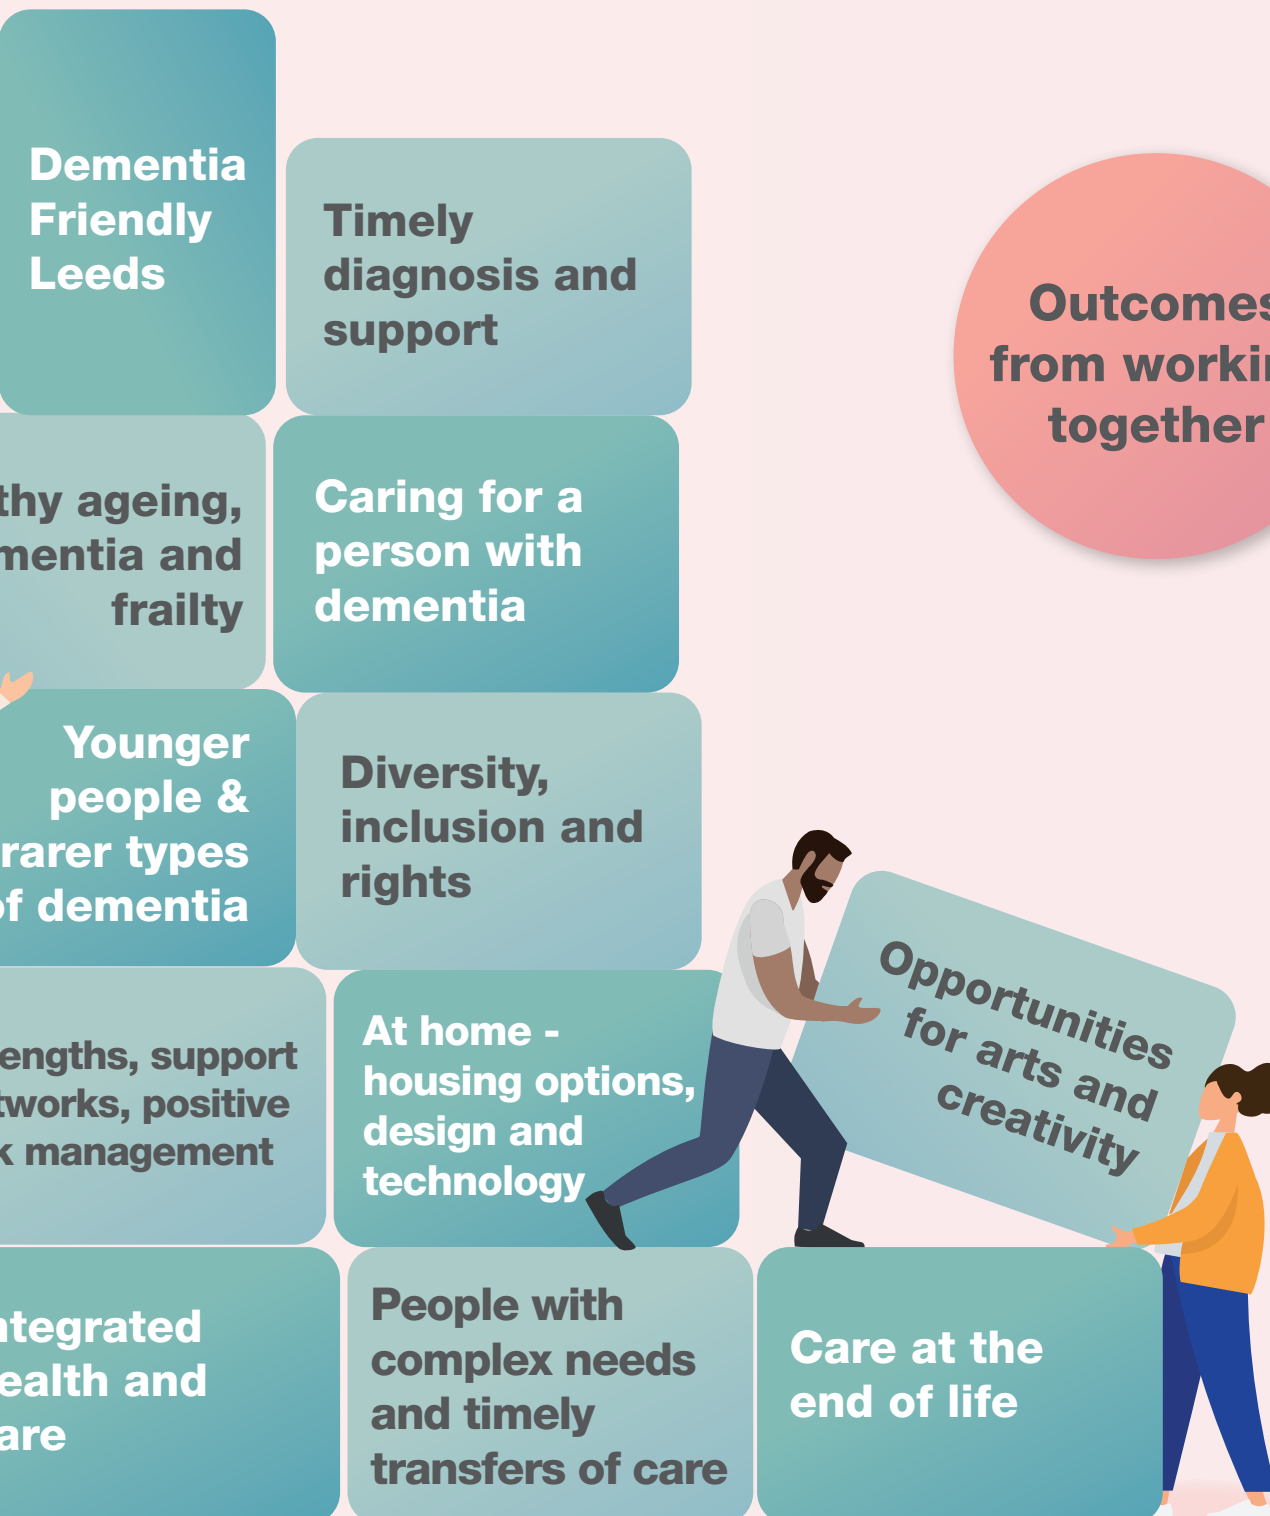 Dementia
Friendly
Leeds
Timely
diagnosis and
support
Outcomes
from workin
together
thy ageing,
mentia and
frailty
Caring for a
person with
dementia
Younger
people &
rarer types
of dementia
Diversity,
inclusion and
rights
Opportunities
for arts and
creativity
engths, support
tworks, positive
k management
At home -
housing options,
design and
technology
ntegrated
ealth and
are
People with
complex needs
and timely
transfers of care
Care at the
end of life